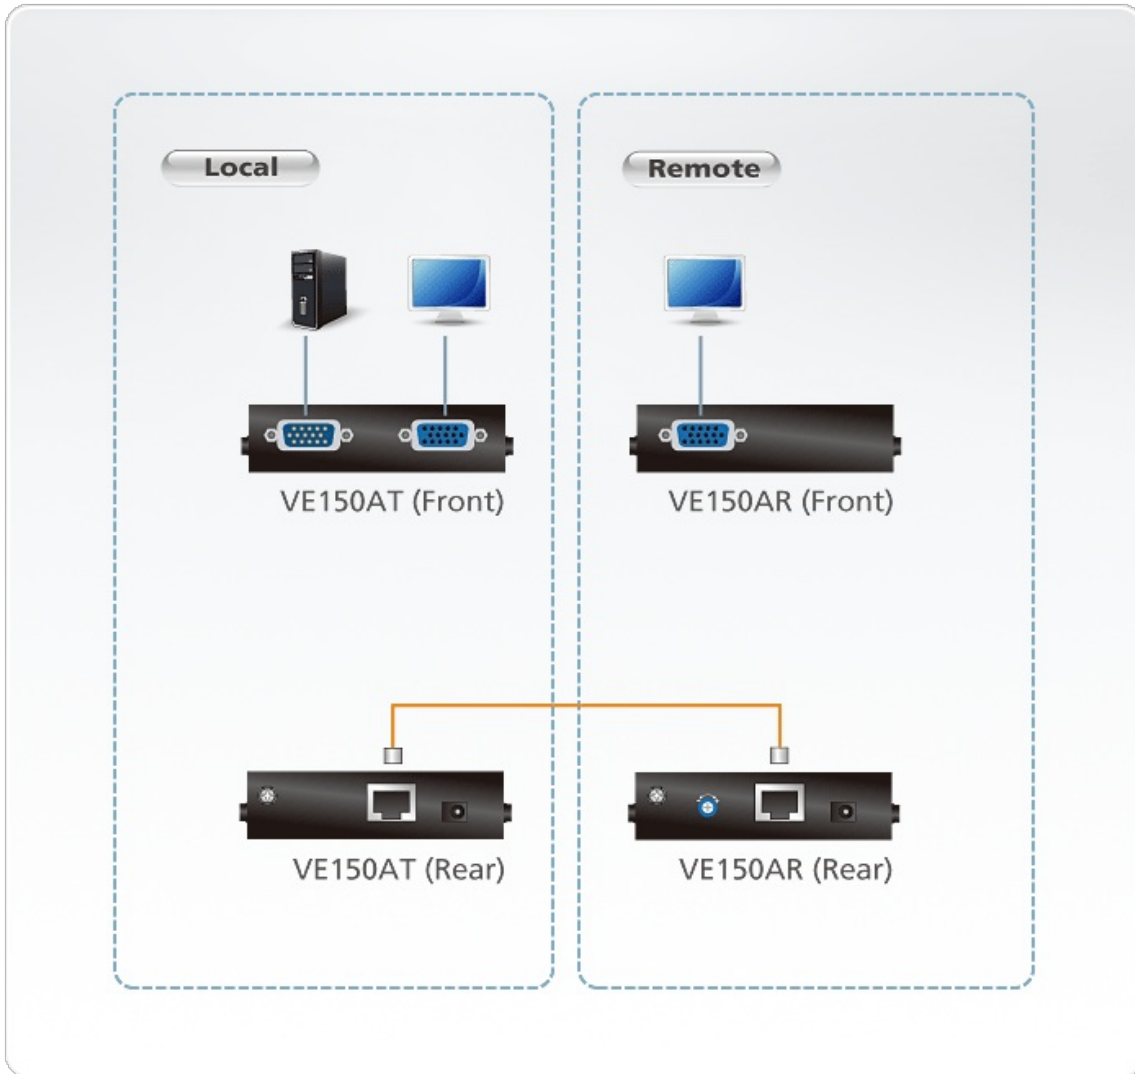 Local
Remote
VE150AT (Front)
VE150AR (Front)
VE150AT (Rear)
VE150AR (Rear)